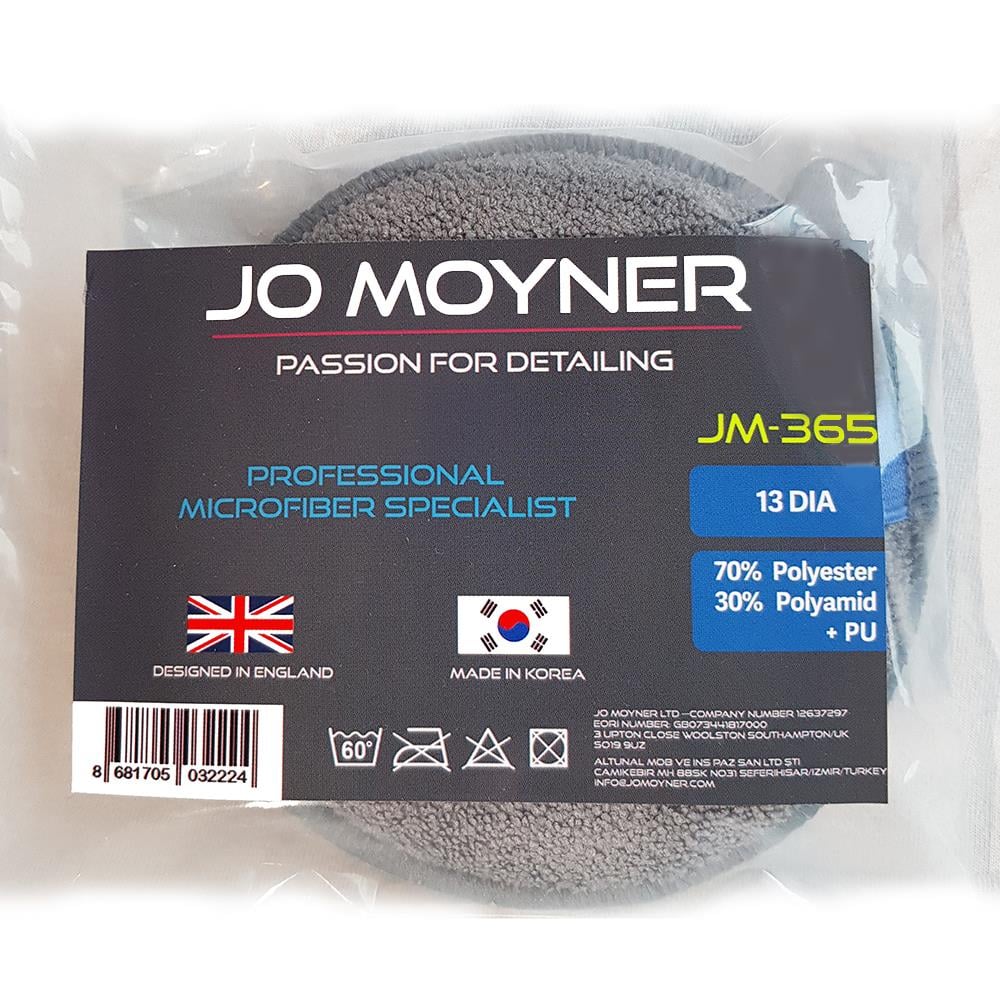 JO MOYNER
PASSION FOR DETAILING
JM-365
PROFESSIONAL
MICROFIBER SPECIALIST
13 DIA
70% Polyester
30% Polyamid
+ PU
DESIGNED IN ENGLAND
MADE IN KOREA
8 681705 032224
60°
JO MOYNER LTD -COMPANY NUMBER 12637297
EORI NUMBER: GB073441817000
3 UPTON CLOSE WOOLSTON SOUTHAMPTON/UK
SO19 9UZ
ALTUNAL MOB VE INS PAZ SAN LTD STI
CAMIKEBIR MH 88SK NO31 SEFERIHISAR/IZMIR/TURKEY
INFO@JOMOYNER.COM